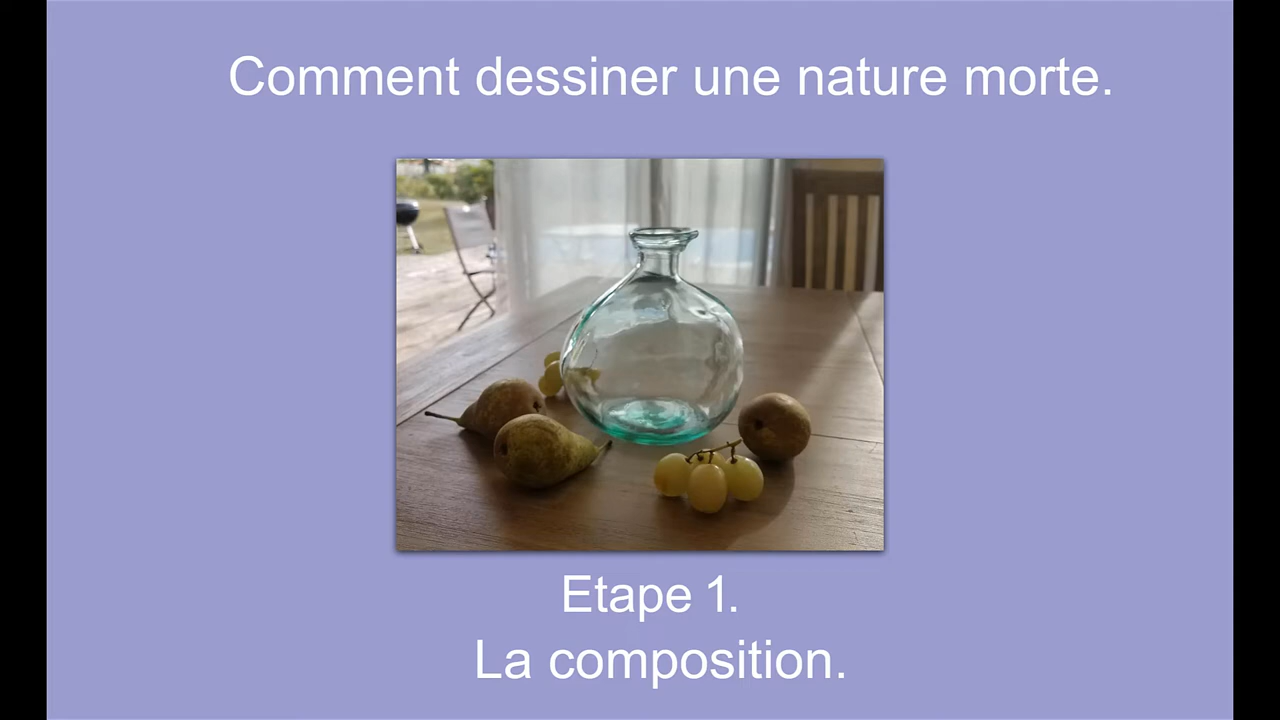 Comment dessiner une nature morte.
Etape 1.
La composition.